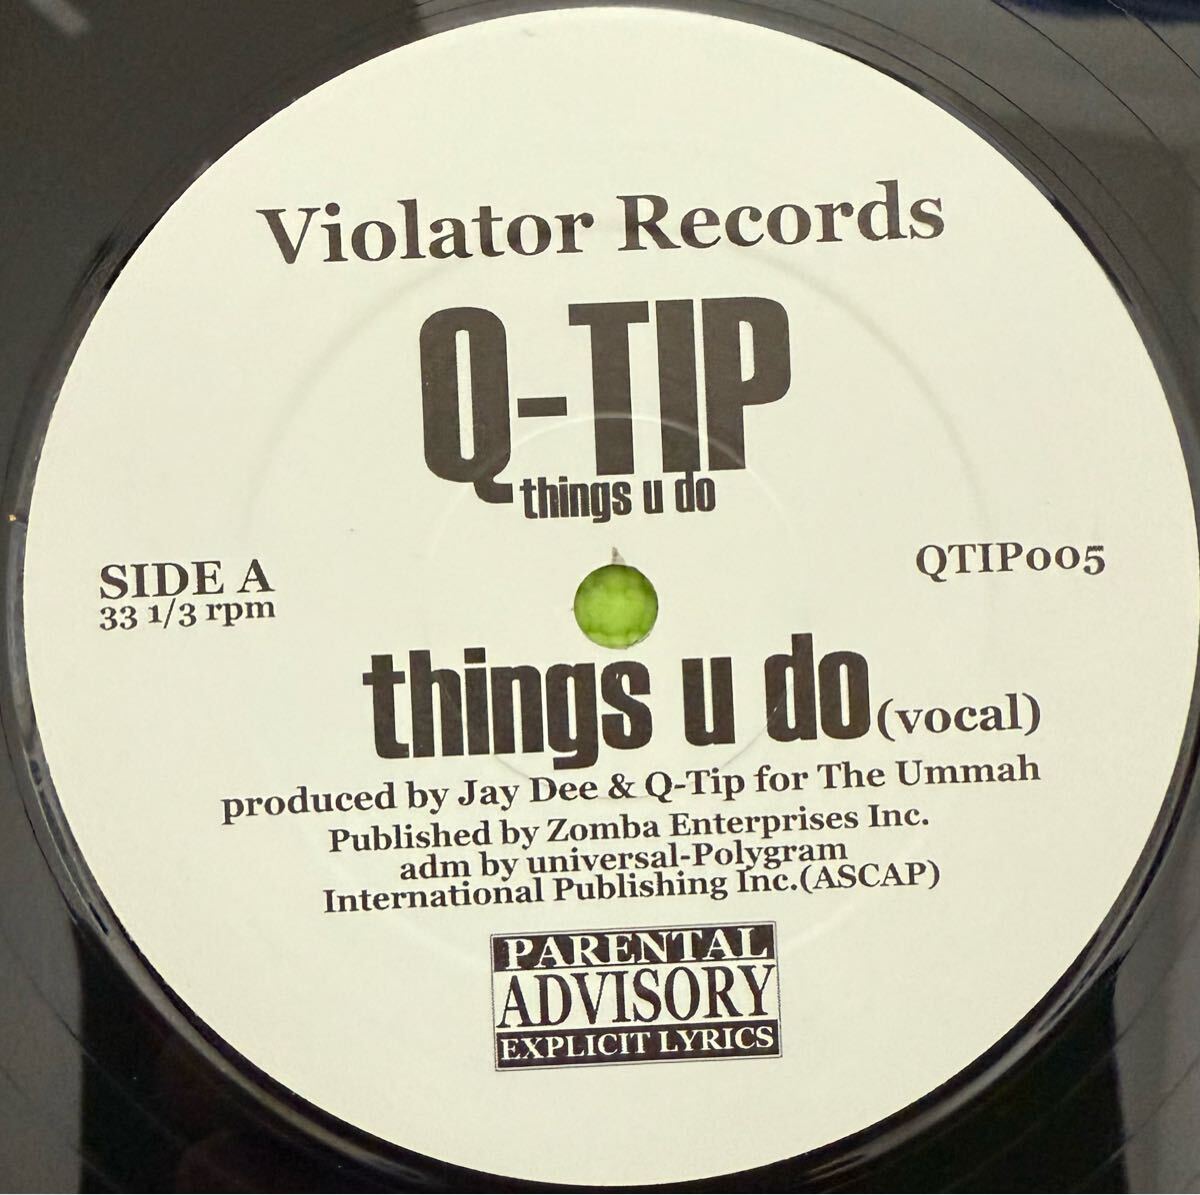 Violator Records
Q-TIP
things u do
SIDE A
33 1/3 rpm
QTIP005
things u do (vocal)
produced by Jay Dee & Q-Tip for The Ummah
Published by Zomba Enterprises Inc.
adm by universal-Polygram
International Publishing Inc.(ASCAP)
PARENTAL
ADVISORY
EXPLICIT LYRICS